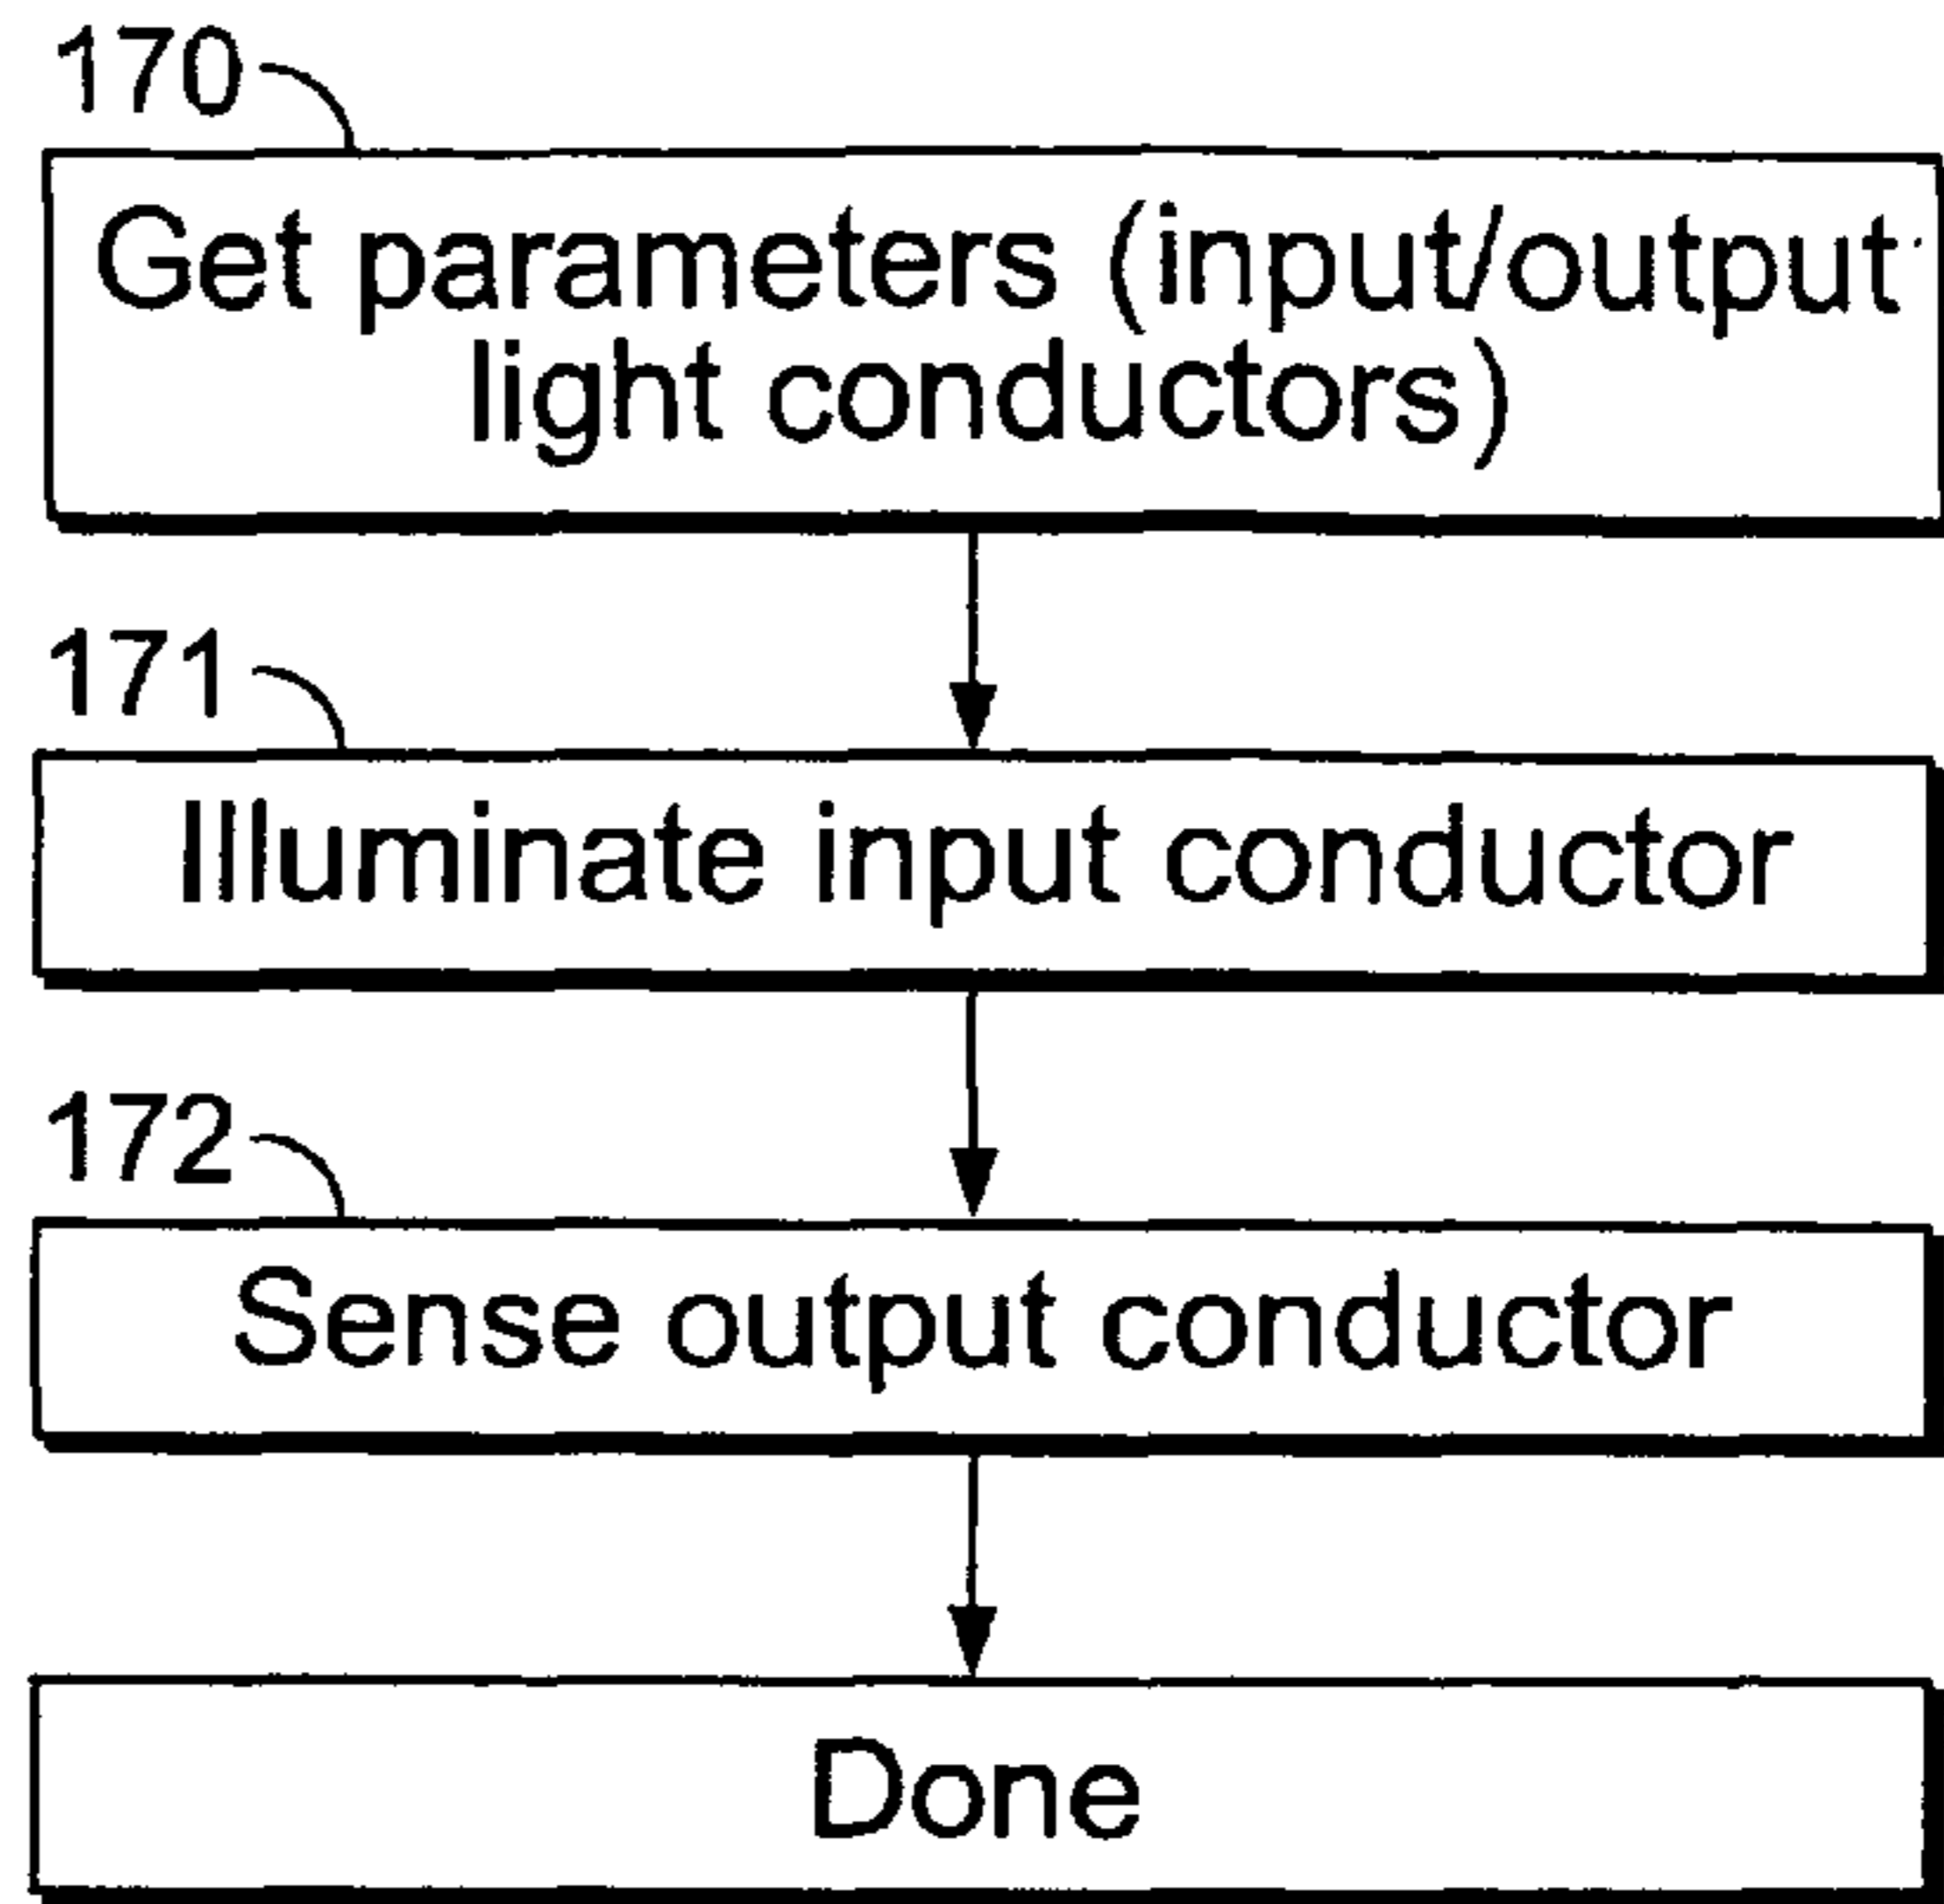 170
Get parameters (input/output
light conductors)
171
Illuminate input conductor
172
Sense output conductor
Done